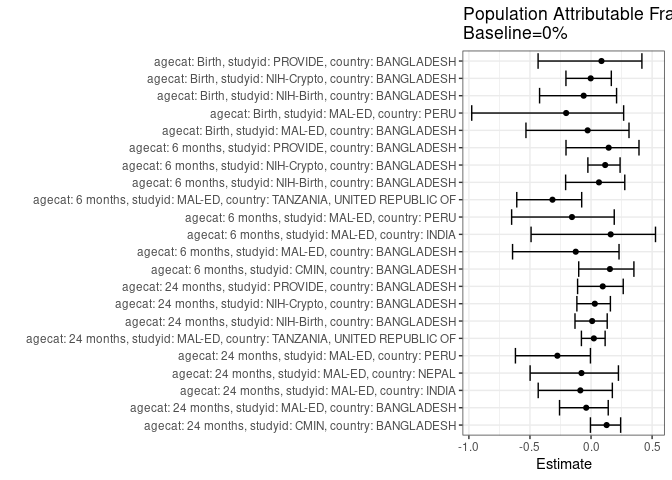 Population Attributable Fra
Baseline=0%
agecat: Birth, studyid: PROVIDE, country: BANGLADESH
agecat: Birth, studyid: NIH-Crypto, country: BANGLADESH
agecat: Birth, studyid: NIH-Birth, country: BANGLADESH
agecat: Birth, studyid: MAL-ED, country: PERU
agecat: Birth, studyid: MAL-ED, country: BANGLADESH
agecat: 6 months, studyid: PROVIDE, country: BANGLADESH
agecat: 6 months, studyid: NIH-Crypto, country: BANGLADESH
agecat: 6 months, studyid: NIH-Birth, country: BANGLADESH
agecat: 6 months, studyid: MAL-ED, country: TANZANIA, UNITED REPUBLIC OF
agecat: 6 months, studyid: MAL-ED, country: PERU
agecat: 6 months, studyid: MAL-ED, country: INDIA
agecat: 6 months, studyid: MAL-ED, country: BANGLADESH
agecat: 6 months, studyid: CMIN, country: BANGLADESH
agecat: 24 months, studyid: PROVIDE, country: BANGLADESH
agecat: 24 months, studyid: NIH-Crypto, country: BANGLADESH
agecat: 24 months, studyid: NIH-Birth, country: BANGLADESH
agecat: 24 months, studyid: MAL-ED, country: TANZANIA, UNITED REPUBLIC OF
agecat: 24 months, studyid: MAL-ED, country: PERU
agecat: 24 months, studyid: MAL-ED, country: NEPAL
agecat: 24 months, studyid: MAL-ED, country: INDIA
agecat: 24 months, studyid: MAL-ED, country: BANGLADESH
agecat: 24 months, studyid: CMIN, country: BANGLADESH
-1.0 -0.5 0.0 0.5
Estimate